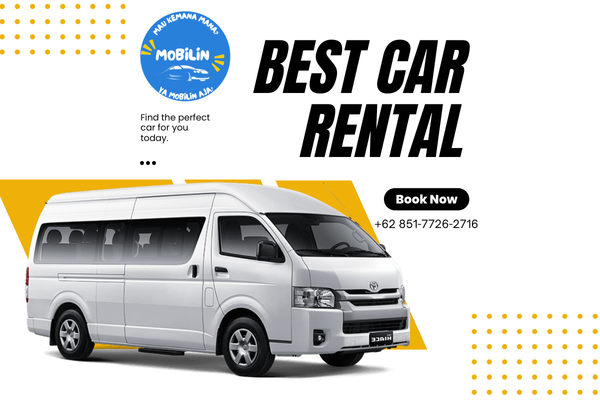 MAU KEMANA MANA?
MOBILIN
YA MOBILIN AJA!
Find the perfect
car for you
today.
BEST CAR
RENTAL
Book Now
+62 851-7726-2716
HIACE